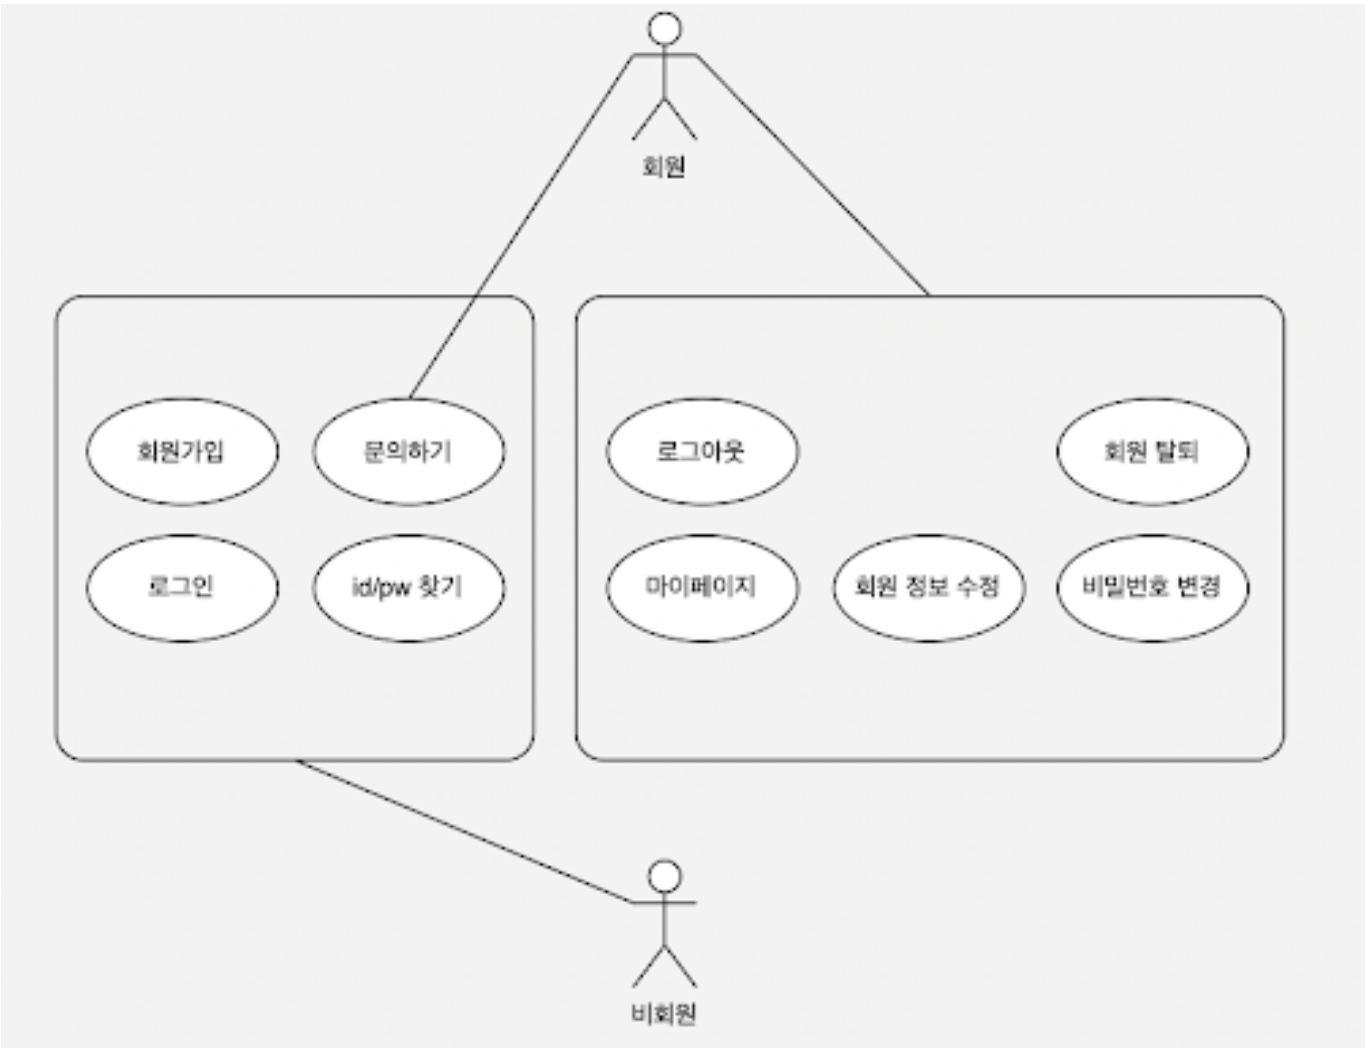 회원
회원가입
문의하기
로그아웃
회원 탈퇴
로그인
id/pw 찾기
마이페이지
회원 정보 수정
비밀번호 변경
비회원